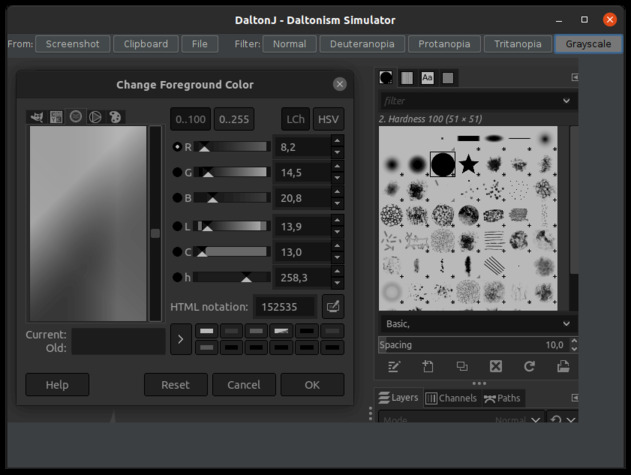 DaltonJ - Daltonism Simulator
From: Screenshot Clipboard File Filter: Normal Deuteranopia Protanopia Tritanopia Grayscale
Change Foreground Color
0..100 0..255 LCh HSV
R 8,2
G 14,5
B 20,8
L 13,9
C 13,0
h 258,3
HTML notation: 152535
Current:
Old:
Help Reset Cancel OK
Aa
filter
2. Hardness 100 (51 × 51)
Basic,
Spacing 10,0
Layers Channels Paths
Mode Normal